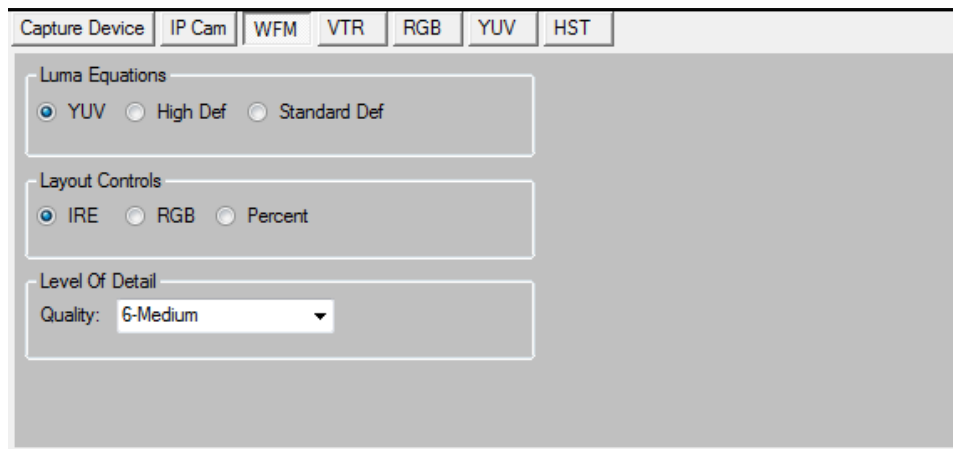 Capture Device IP Cam WFM VTR RGB YUV HST
Luma Equations
YUV High Def Standard Def
Layout Controls
IRE RGB Percent
Level Of Detail
Quality: 6-Medium